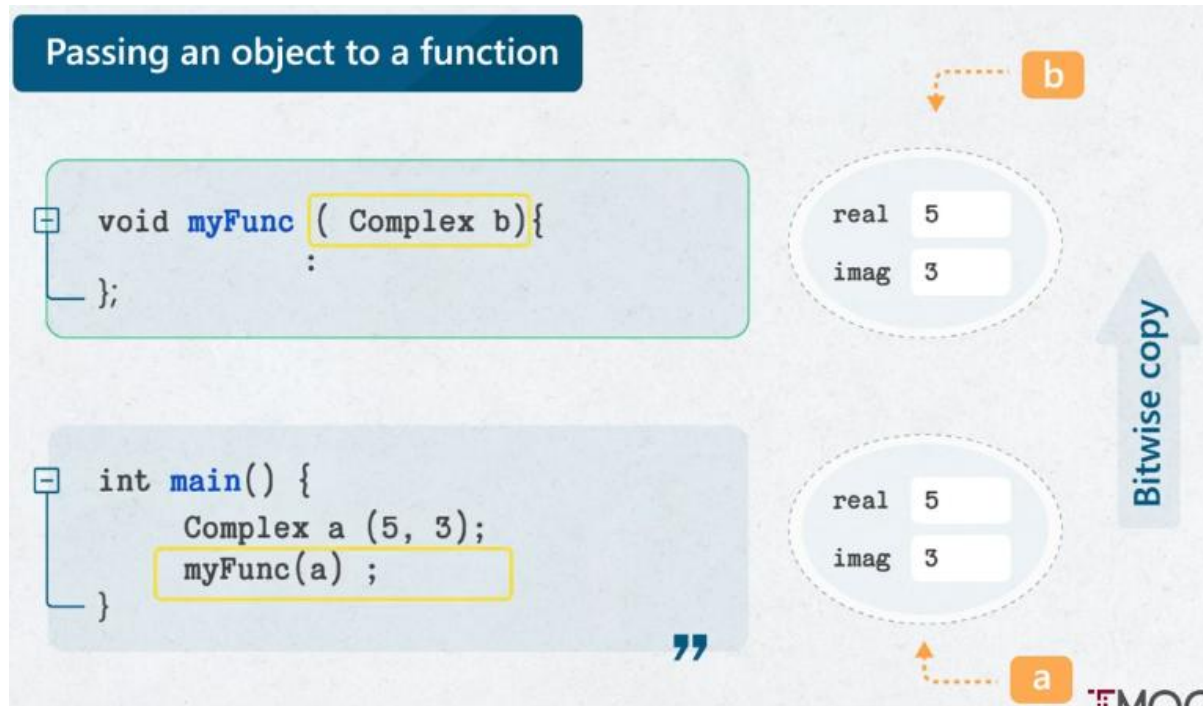 Passing an object to a function
b
void myFunc ( Complex b){
:
};
real 5
imag 3
Bitwise copy
int main() {
Complex a (5, 3);
myFunc(a) ;
}
real 5
imag 3
”
a